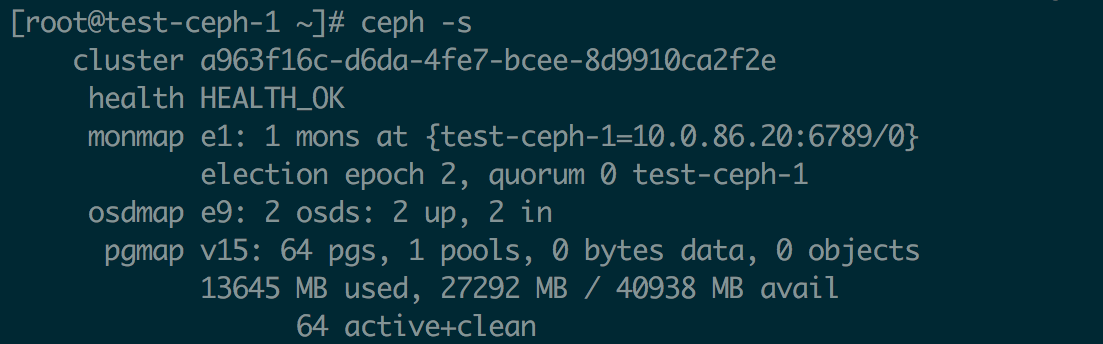 [root@test-ceph-1 ~]# ceph -s
cluster a963f16c-d6da-4fe7-bcee-8d9910ca2f2e
health HEALTH_OK
monmap e1: 1 mons at {test-ceph-1=10.0.86.20:6789/0}
election epoch 2, quorum 0 test-ceph-1
osdmap e9: 2 osds: 2 up, 2 in
pgmap v15: 64 pgs, 1 pools, 0 bytes data, 0 objects
13645 MB used, 27292 MB / 40938 MB avail
64 active+clean